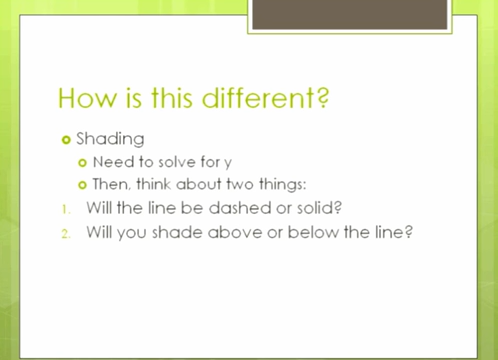 How is this different?
Shading
Need to solve for y
Then, think about two things:
1. Will the line be dashed or solid?
2. Will you shade above or below the line?